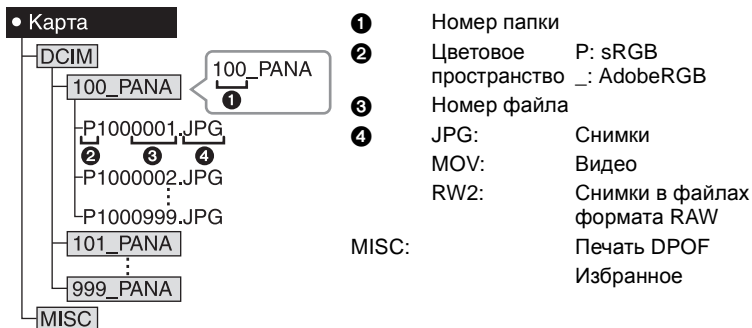 • Карта
DCIM
100_PANA
100_PANA
❶
P1000001.JPG
❷ ❸ ❹
P1000002.JPG
P1000999.JPG
101_PANA
999_PANA
MISC
❶ Номер папки
❷ Цветовое пространство P: sRGB
_: AdobeRGB
❸ Номер файла
❹ JPG: Снимки
MOV: Видео
RW2: Снимки в файлах
формата RAW
MISC: Печать DPOF
Избранное